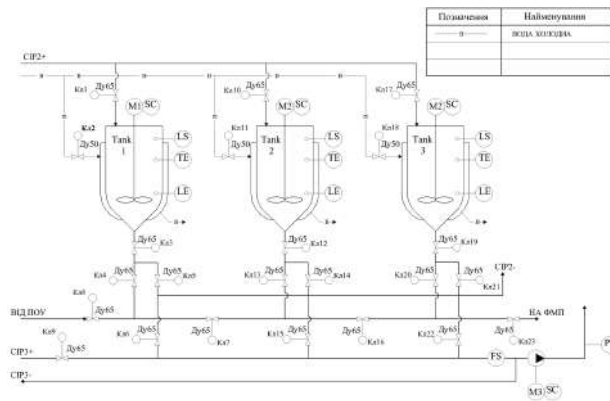 Позначення Найменування
В ВОДА ХОЛОДНА
CIP2+
В В В В В В
Ду65 Ду65 Ду65
Кл1 Кл10 Кл17
M1 SC M2 SC M2 SC
Кл2 Кл11 Кл18
Ду50 Ду50 Ду50
Tank 1 Tank 2 Tank 3
LS LS LS
TE TE TE
LE LE LE
В В В
Ду65 Ду65 Ду65
Кл3 Кл12 Кл19
Ду65 Ду65 Ду65 Ду65 Ду65 Ду65
Кл4 Кл5 Кл13 Кл14 Кл20 Кл21
CIP2-
Кл8
ВІД ПОУ Ду65 Ду65 Ду65 Ду65 НА ФМП
Кл9 Ду65 Ду65 Ду65
Кл6 Кл7 Кл15 Кл16 Кл22 Кл23
CIP3+ Ду65 FS
CIP3-
M3 SC